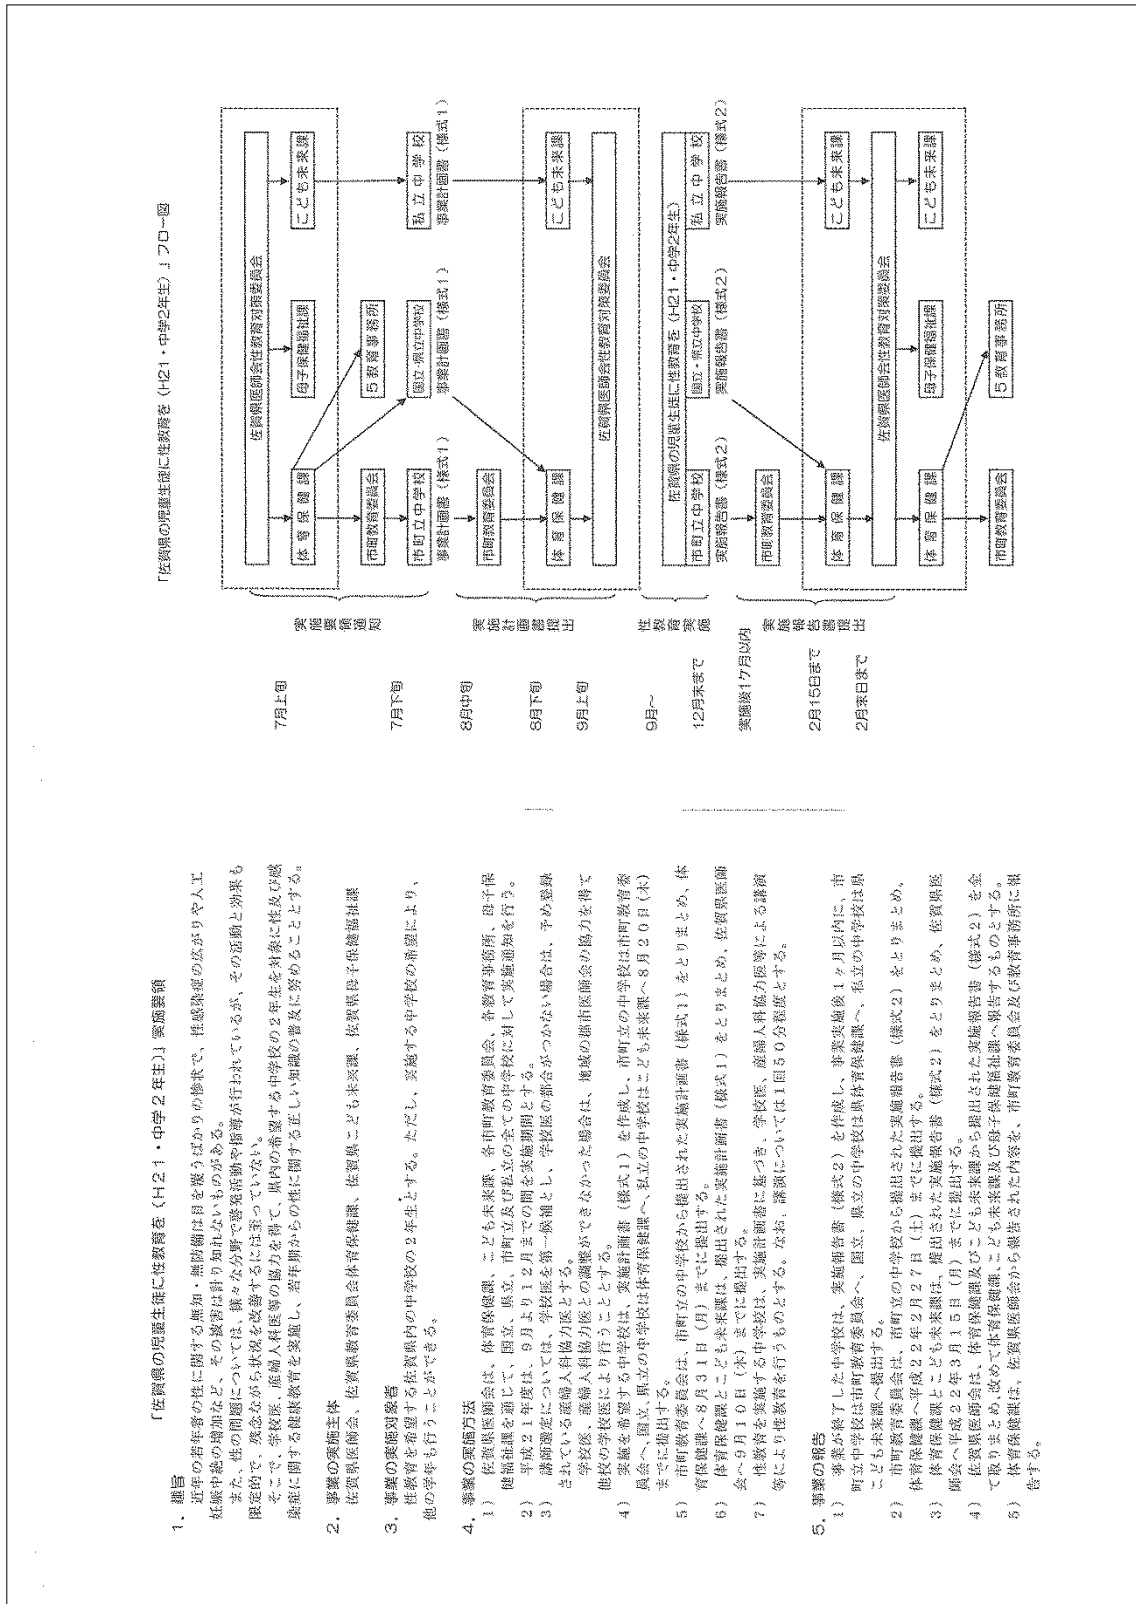 「佐賀県の児童生徒に性教育を(H21・中学2年生)」実施要領
1．趣旨
近年の若年者の性に関する無知・無防備は目を覆うばかりの惨状で、性感染症の広がりや人工
妊娠中絶の増加など、その被害は計り知れないものがある。
また、性の問題については、様々な分野で啓発活動や指導が行われているが、その活動と効果も
限定的で、残念ながら状況を改善するには至っていない。
そこで、学校医、産婦人科医等の協力を得て、県内の希望する中学校の2年生を対象に性及び感
染症に関する健康教育を実施し、若年期からの性に関する正しい知識の普及に努めることとする。
2．事業の実施主体
佐賀県医師会、佐賀県教育委員会体育保健課、佐賀県こども未来課、佐賀県母子保健福祉課
3．事業の実施対象者
性教育を希望する佐賀県内の中学校の2年生とする。ただし、実施する中学校の希望により、
他の学年も行うことができる。
4．事業の実施方法
1) 佐賀県医師会は、体育保健課、こども未来課、各市町教育委員会、各教育事務所、母子保
健福祉課を通じて、国立、県立、市町立及び私立の全ての中学校に対して実施通知を行う。
2) 平成21年度は、9月より12月までの間を実施期間とする。
3) 講師選定については、学校医を第一候補とし、学校医の都合がつかない場合は、予め登録
されている産婦人科協力医とする。
学校医、産婦人科協力医との調整ができなかった場合は、地域の郡市医師会の協力を得て
他校の学校医により行うこととする。
4) 実施を希望する中学校は、実施計画書(様式1)を作成し、市町立の中学校は市町教育委
員会へ、国立、県立の中学校は体育保健課へ、私立の中学校はこども未来課へ8月20日(木)
までに提出する。
5) 市町教育委員会は、市町立の中学校から提出された実施計画書(様式1)をとりまとめ、体
育保健課へ8月31日(月)までに提出する。
6) 体育保健課とこども未来課は、提出された実施計画書(様式1)をとりまとめ、佐賀県医師
会へ9月10日(木)までに提出する。
7) 性教育を実施する中学校は、実施計画書に基づき、学校医、産婦人科協力医等による講演
等により性教育を行うものとする。なお、講演については1回50分程度とする。
5．事業の報告
1) 事業が終了した中学校は、実施報告書(様式2)を作成し、事業実施後1ヶ月以内に、市
町立中学校は市町教育委員会へ、国立、県立の中学校は県体育保健課へ、私立の中学校は県
こども未来課へ提出する。
2) 市町教育委員会は、市町立の中学校から提出された実施報告書(様式2)をとりまとめ、
体育保健課へ平成22年2月27日(土)までに提出する。
3) 体育保健課とこども未来課は、提出された実施報告書(様式2)をとりまとめ、佐賀県医
師会へ平成22年3月15日(月)までに提出する。
4) 佐賀県医師会は、体育保健課及びこども未来課から提出された実施報告書(様式2)を全
て取りまとめ、改めて体育保健課、こども未来課及び母子保健福祉課へ報告するものとする。
5) 体育保健課は、佐賀県医師会から報告された内容を、市町教育委員会及び教育事務所に報
告する。
「佐賀県の児童生徒に性教育を(H21・中学2年生)」フロー図
佐賀県医師会性教育対策委員会
7月上旬
実施要領通知
体育保健課
母子保健福祉課
こども未来課
市町教育委員会
5教育事務所
7月下旬
市町立中学校
国立・県立中学校
私立中学校
事業計画書(様式1)
事業計画書(様式1)
事業計画書(様式1)
8月中旬
実施計画書提出
市町教育委員会
8月下旬
体育保健課
こども未来課
9月上旬
佐賀県医師会性教育対策委員会
9月～
性教育実施
佐賀県の児童生徒に性教育を(H21・中学2年生)
12月末まで
市町立中学校
国立・県立中学校
私立中学校
実施報告書(様式2)
実施報告書(様式2)
実施報告書(様式2)
実施後1ケ月以内
実施報告書提出
市町教育委員会
2月15日まで
体育保健課
こども未来課
2月末日まで
佐賀県医師会性教育対策委員会
体育保健課
母子保健福祉課
こども未来課
市町教育委員会
5教育事務所